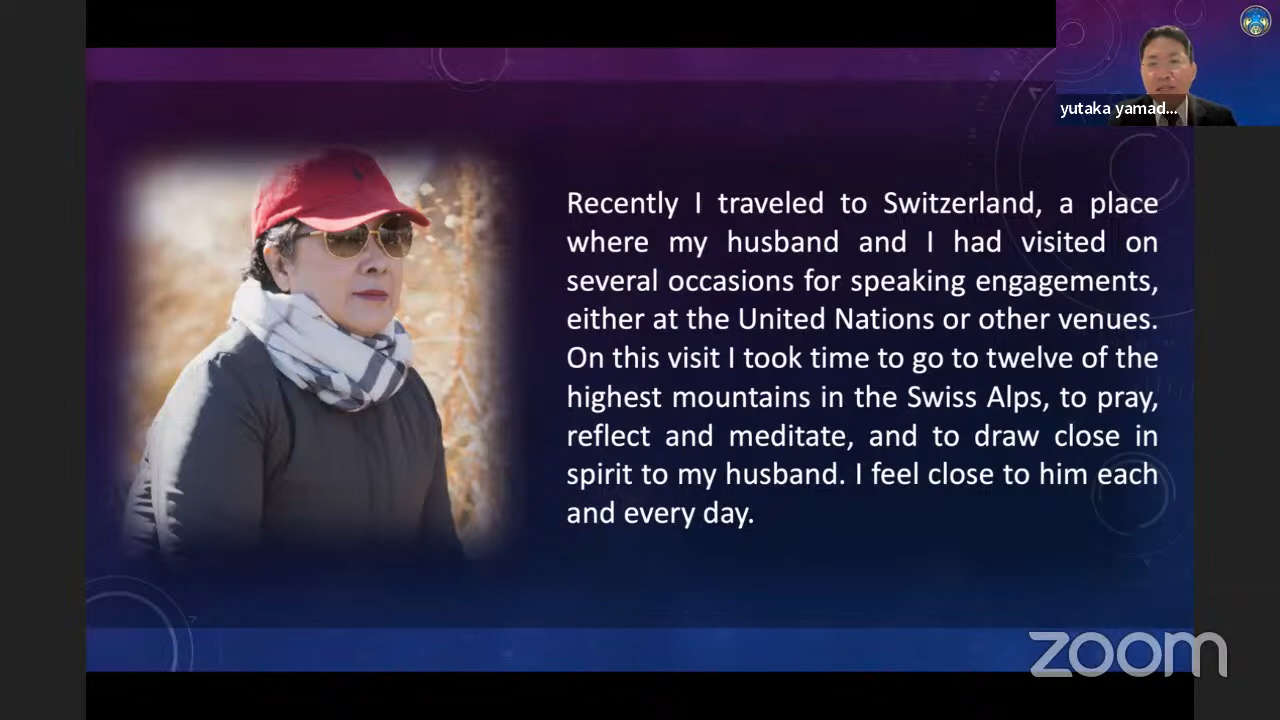 yutaka yamad...
Recently I traveled to Switzerland, a place
where my husband and I had visited on
several occasions for speaking engagements,
either at the United Nations or other venues.
On this visit I took time to go to twelve of the
highest mountains in the Swiss Alps, to pray,
reflect and meditate, and to draw close in
spirit to my husband. I feel close to him each
and every day.
zoom